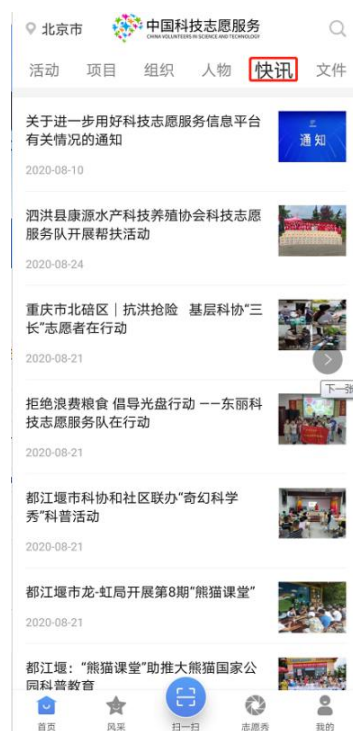 北京市
中国科技志愿服务
CHINA VOLUNTEERS IN SCIENCE AND TECHNOLOGY
活动 项目 组织 人物 快讯 文件
关于进一步用好科技志愿服务信息平台
有关情况的通知
通知
2020-08-10
泗洪县康源水产科技养殖协会科技志愿
服务队开展帮扶活动
2020-08-24
重庆市北碚区｜抗洪抢险 基层科协“三
长”志愿者在行动
2020-08-21
下一张
拒绝浪费粮食 倡导光盘行动 ——东丽科
技志愿服务队在行动
2020-08-21
都江堰市科协和社区联办“奇幻科学
秀”科普活动
2020-08-21
都江堰市龙-虹局开展第8期“熊猫课堂”
2020-08-21
都江堰：“熊猫课堂”助推大熊猫国家公
园科普教育
首页 风采 扫一扫 志愿秀 我的